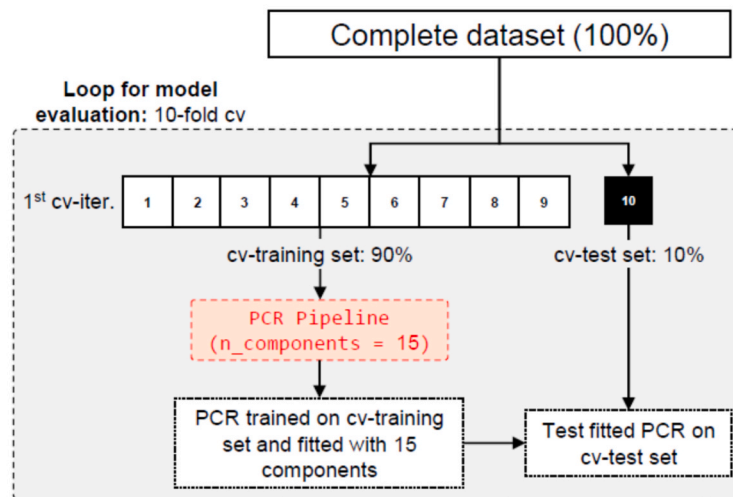 Complete dataset (100%)
Loop for model
evaluation: 10-fold cv
1st cv-iter.
1 2 3 4 5 6 7 8 9
10
cv-training set: 90%
cv-test set: 10%
PCR Pipeline
(n_components = 15)
PCR trained on cv-training
set and fitted with 15
components
Test fitted PCR on
cv-test set